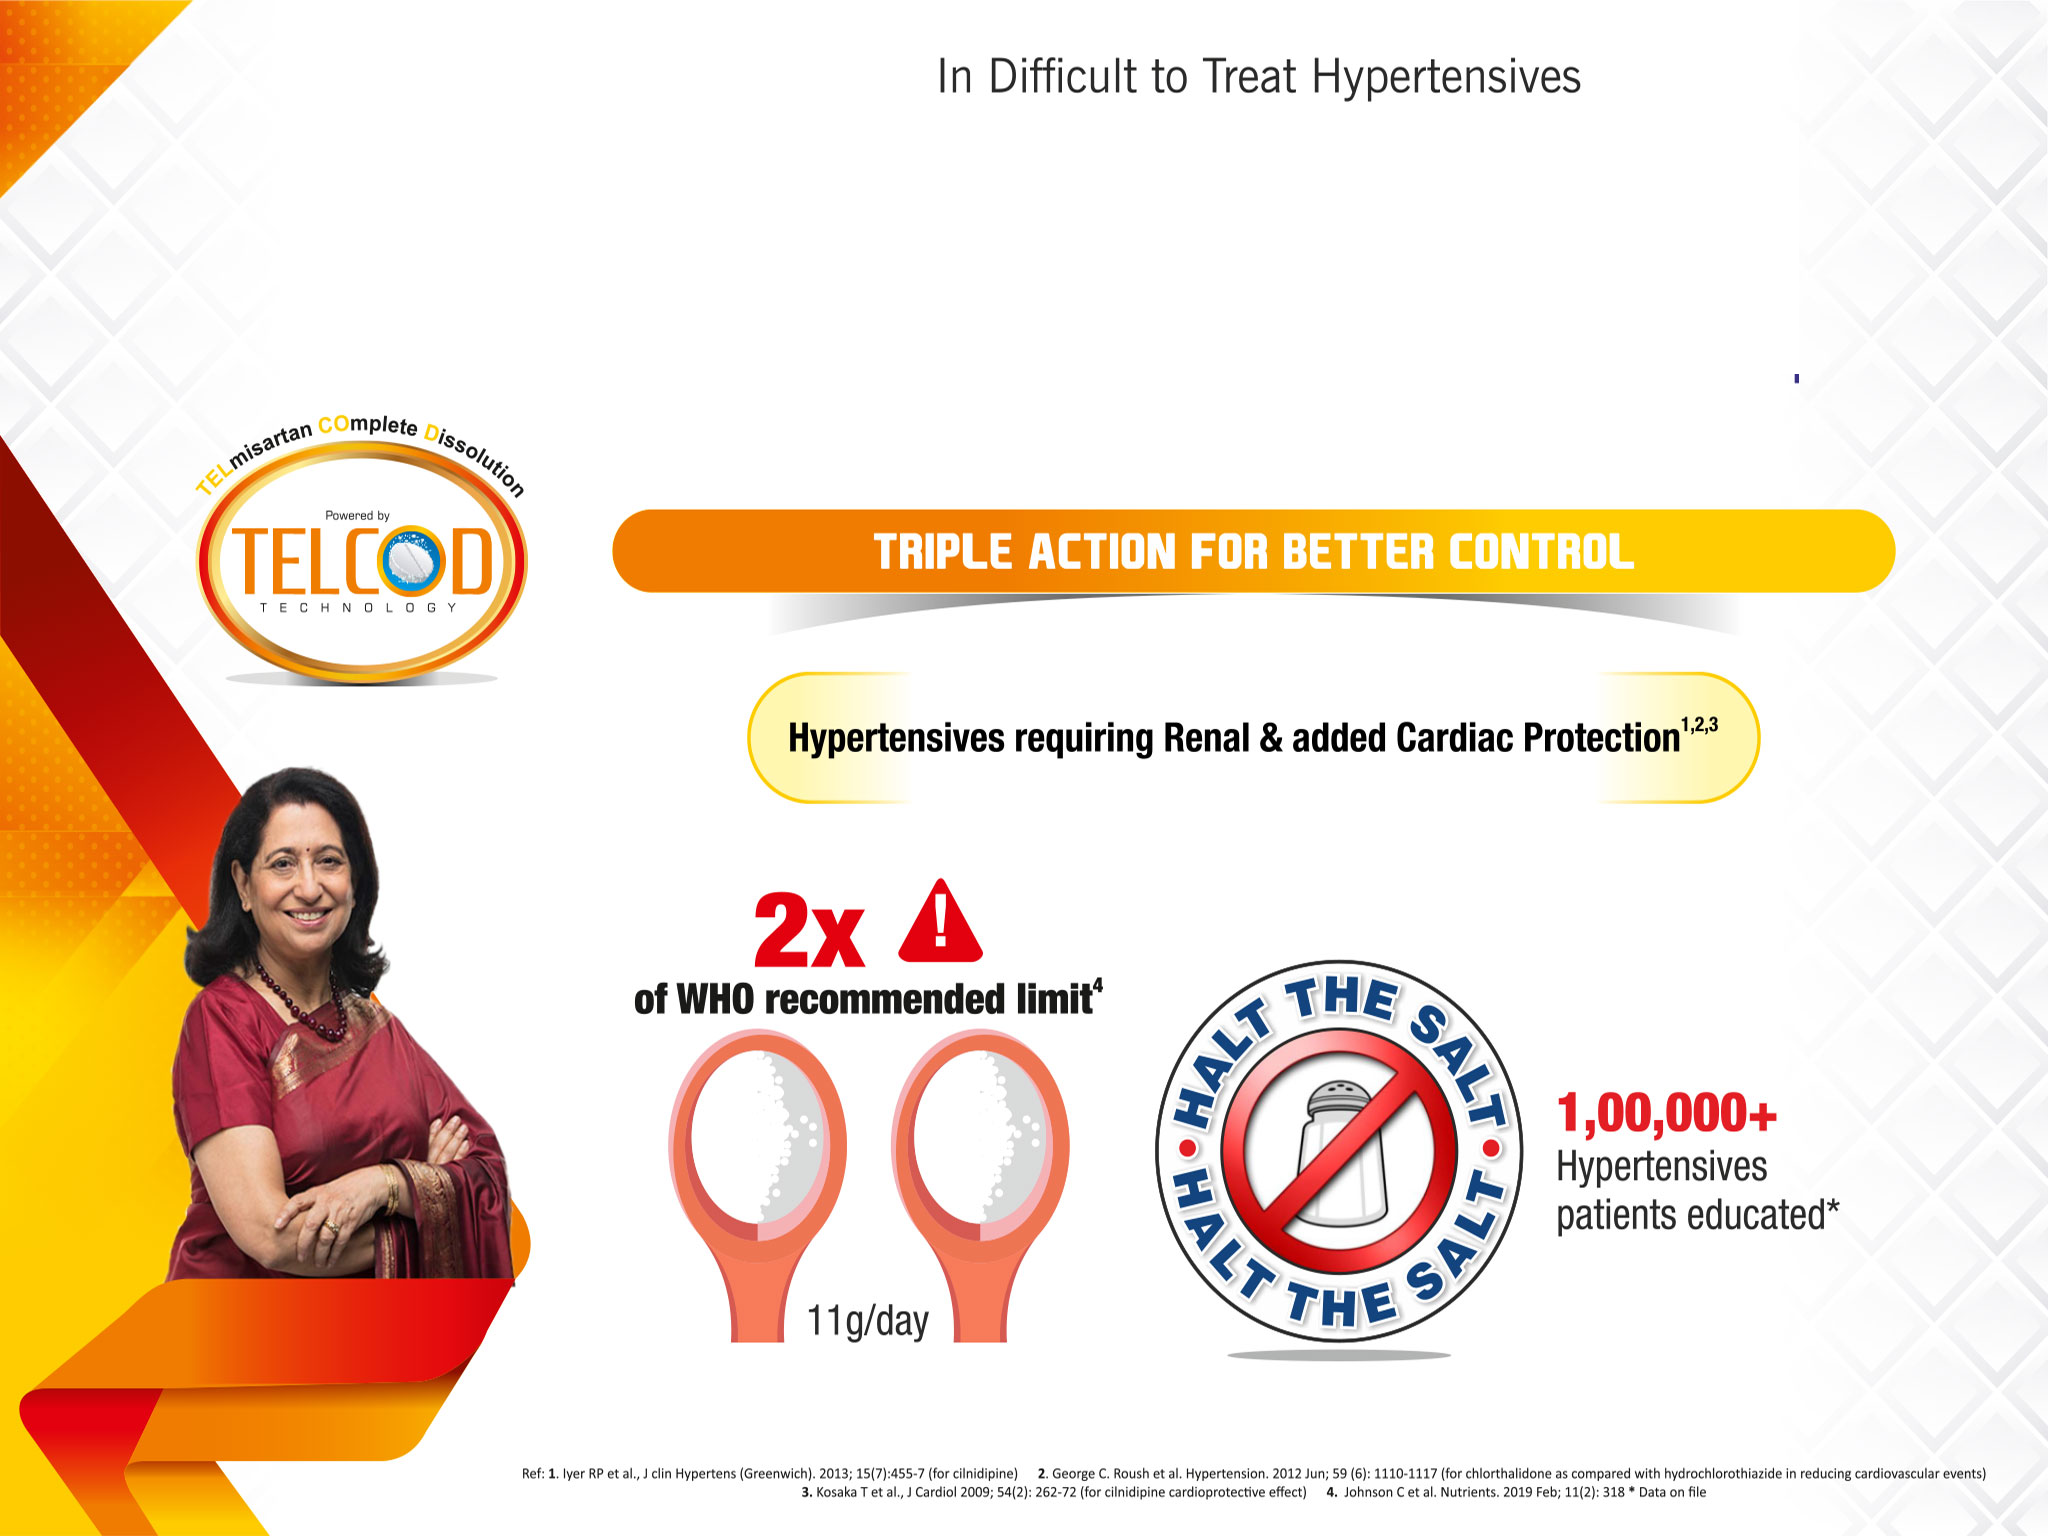 In Difficult to Treat Hypertensives
TELmisartan COmplete Dissolution
Powered by
TELCOD
TECHNOLOGY
TRIPLE ACTION FOR BETTER CONTROL
Hypertensives requiring Renal & added Cardiac Protection1,2,3
2x
!
of WHO recommended limit4
11g/day
HALT THE SALT
HALT THE SALT
1,00,000+
Hypertensives
patients educated*
Ref: 1. Iyer RP et al., J clin Hypertens (Greenwich). 2013; 15(7):455-7 (for cilnidipine) 2. George C. Roush et al. Hypertension. 2012 Jun; 59 (6): 1110-1117 (for chlorthalidone as compared with hydrochlorothiazide in reducing cardiovascular events)
3. Kosaka T et al., J Cardiol 2009; 54(2): 262-72 (for cilnidipine cardioprotective effect) 4. Johnson C et al. Nutrients. 2019 Feb; 11(2): 318 * Data on file